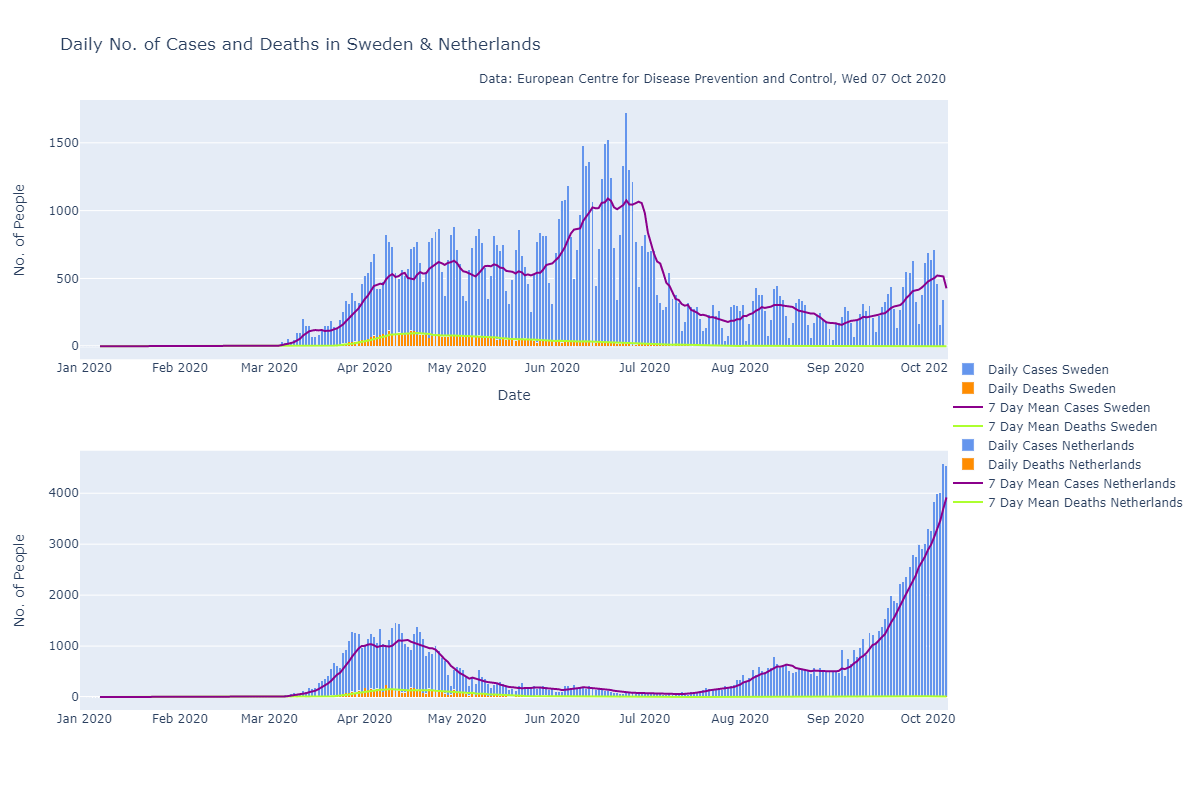 Daily No. of Cases and Deaths in Sweden & Netherlands
Data: European Centre for Disease Prevention and Control, Wed 07 Oct 2020
No. of People
1500
1000
500
0
Jan 2020 Feb 2020 Mar 2020 Apr 2020 May 2020 Jun 2020 Jul 2020 Aug 2020 Sep 2020 Oct 202
Date
Daily Cases Sweden
Daily Deaths Sweden
7 Day Mean Cases Sweden
7 Day Mean Deaths Sweden
Daily Cases Netherlands
Daily Deaths Netherlands
7 Day Mean Cases Netherlands
7 Day Mean Deaths Netherlands
No. of People
4000
3000
2000
1000
0
Jan 2020 Feb 2020 Mar 2020 Apr 2020 May 2020 Jun 2020 Jul 2020 Aug 2020 Sep 2020 Oct 2020